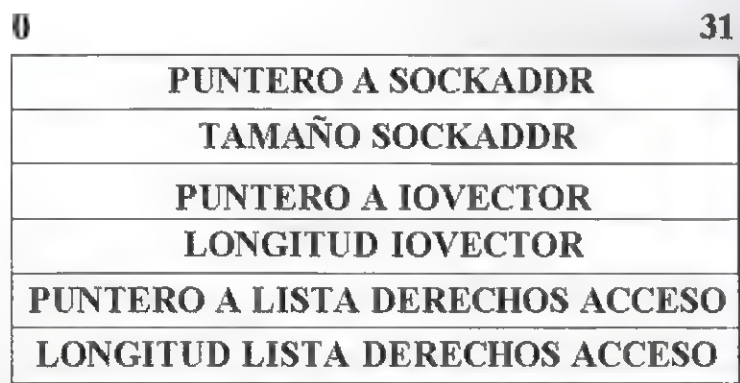 0 31
PUNTERO A SOCKADDR
TAMAÑO SOCKADDR
PUNTERO A IOVECTOR
LONGITUD IOVECTOR
PUNTERO A LISTA DERECHOS ACCESO
LONGITUD LISTA DERECHOS ACCESO